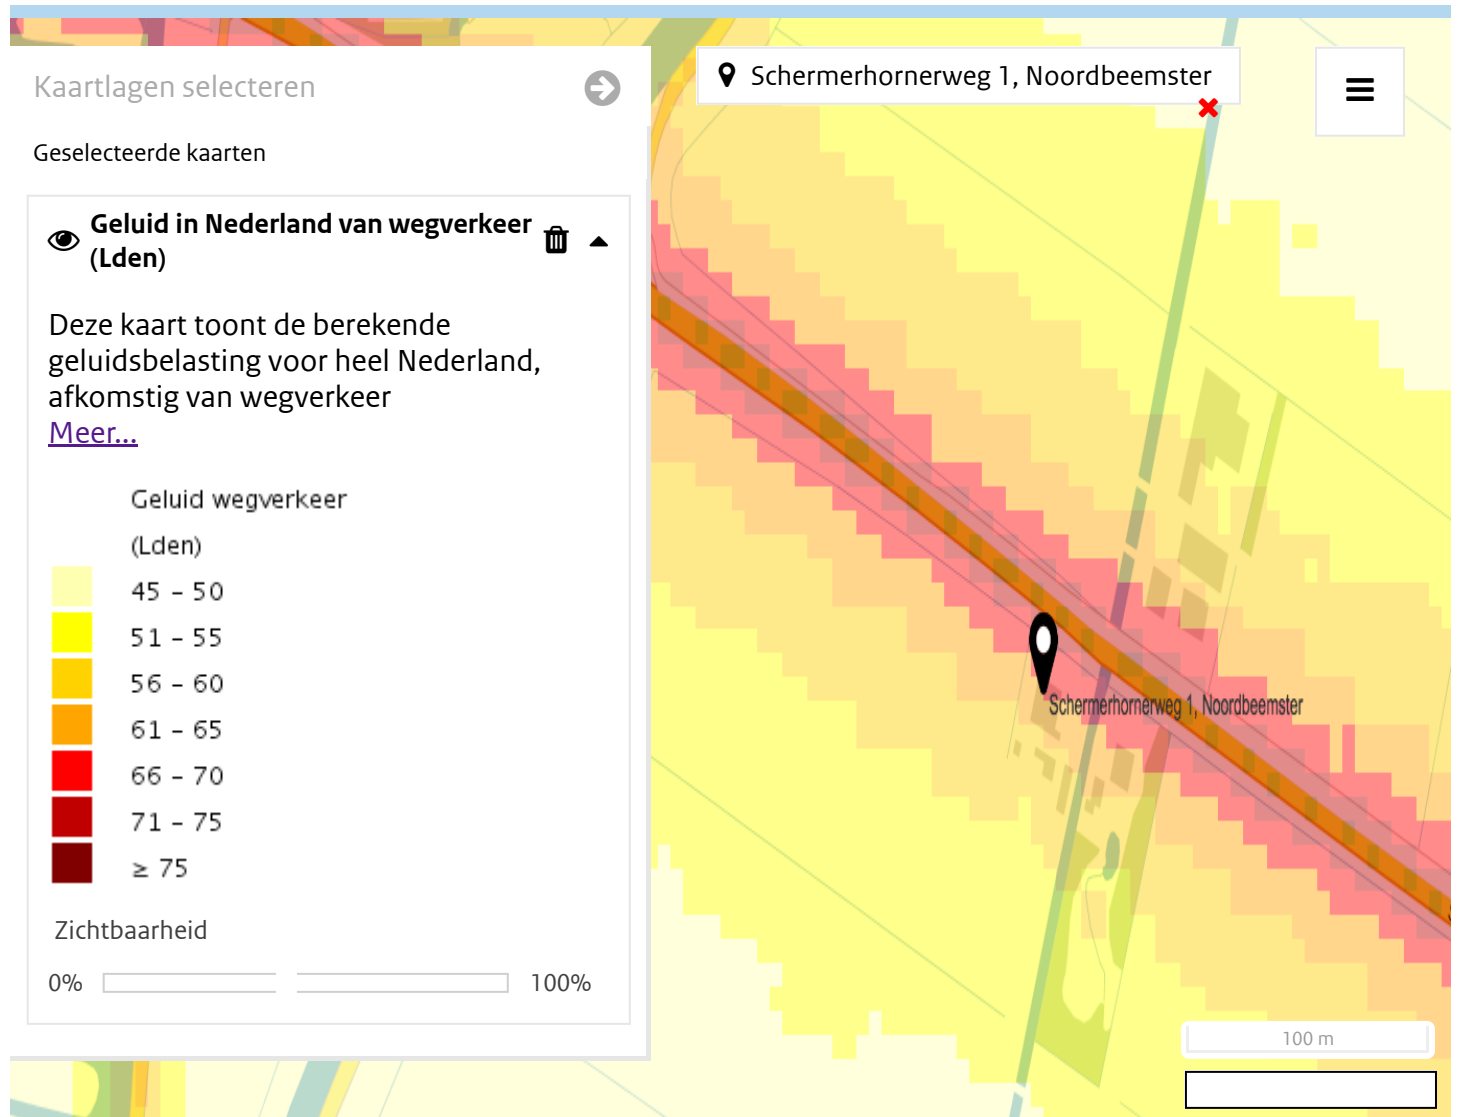 Kaartlagen selecteren
Schermerhornerweg 1, Noordbeemster
Geselecteerde kaarten
Geluid in Nederland van wegverkeer
(Lden)
Deze kaart toont de berekende
geluidsbelasting voor heel Nederland,
afkomstig van wegverkeer
Meer...
Geluid wegverkeer
(Lden)
45 – 50
51 – 55
56 – 60
61 – 65
66 – 70
71 – 75
≥ 75
Zichtbaarheid
0% 100%
Schermerhornerweg 1, Noordbeemster
100 m